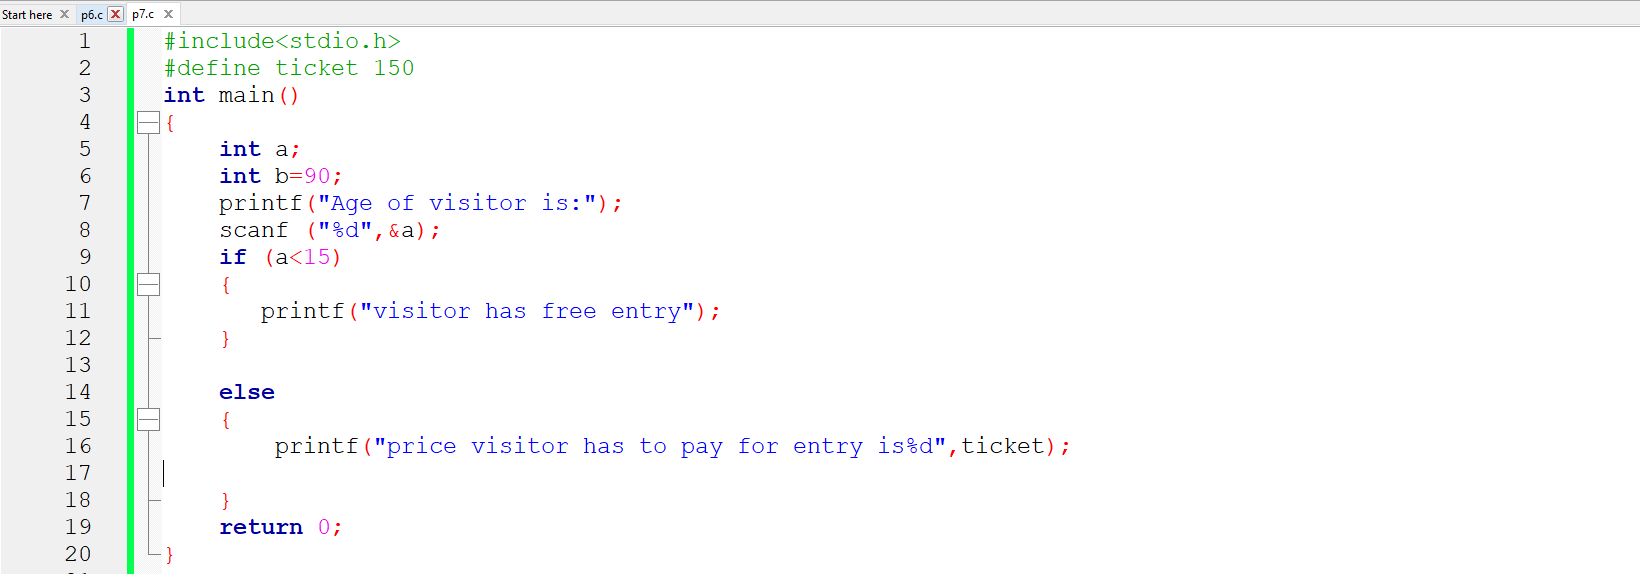 Start here p6.c p7.c
1 #include<stdio.h>
2 #define ticket 150
3 int main()
4 {
5 int a;
6 int b=90;
7 printf("Age of visitor is:");
8 scanf ("%d",&a);
9 if (a<15)
10 {
11 printf("visitor has free entry");
12 }
13
14 else
15 {
16 printf("price visitor has to pay for entry is%d",ticket);
17
18 }
19 return 0;
20 }